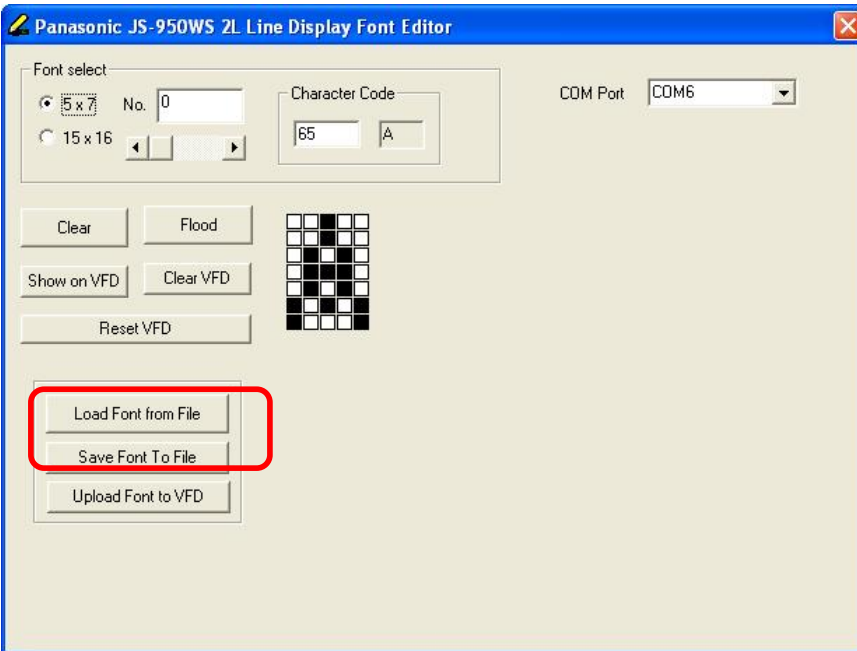 Panasonic JS-950WS 2L Line Display Font Editor
Font select
5 x 7
No.
0
15 x 16
Character Code
65
A
COM Port
COM6
Clear
Flood
Show on VFD
Clear VFD
Reset VFD
Load Font from File
Save Font To File
Upload Font to VFD